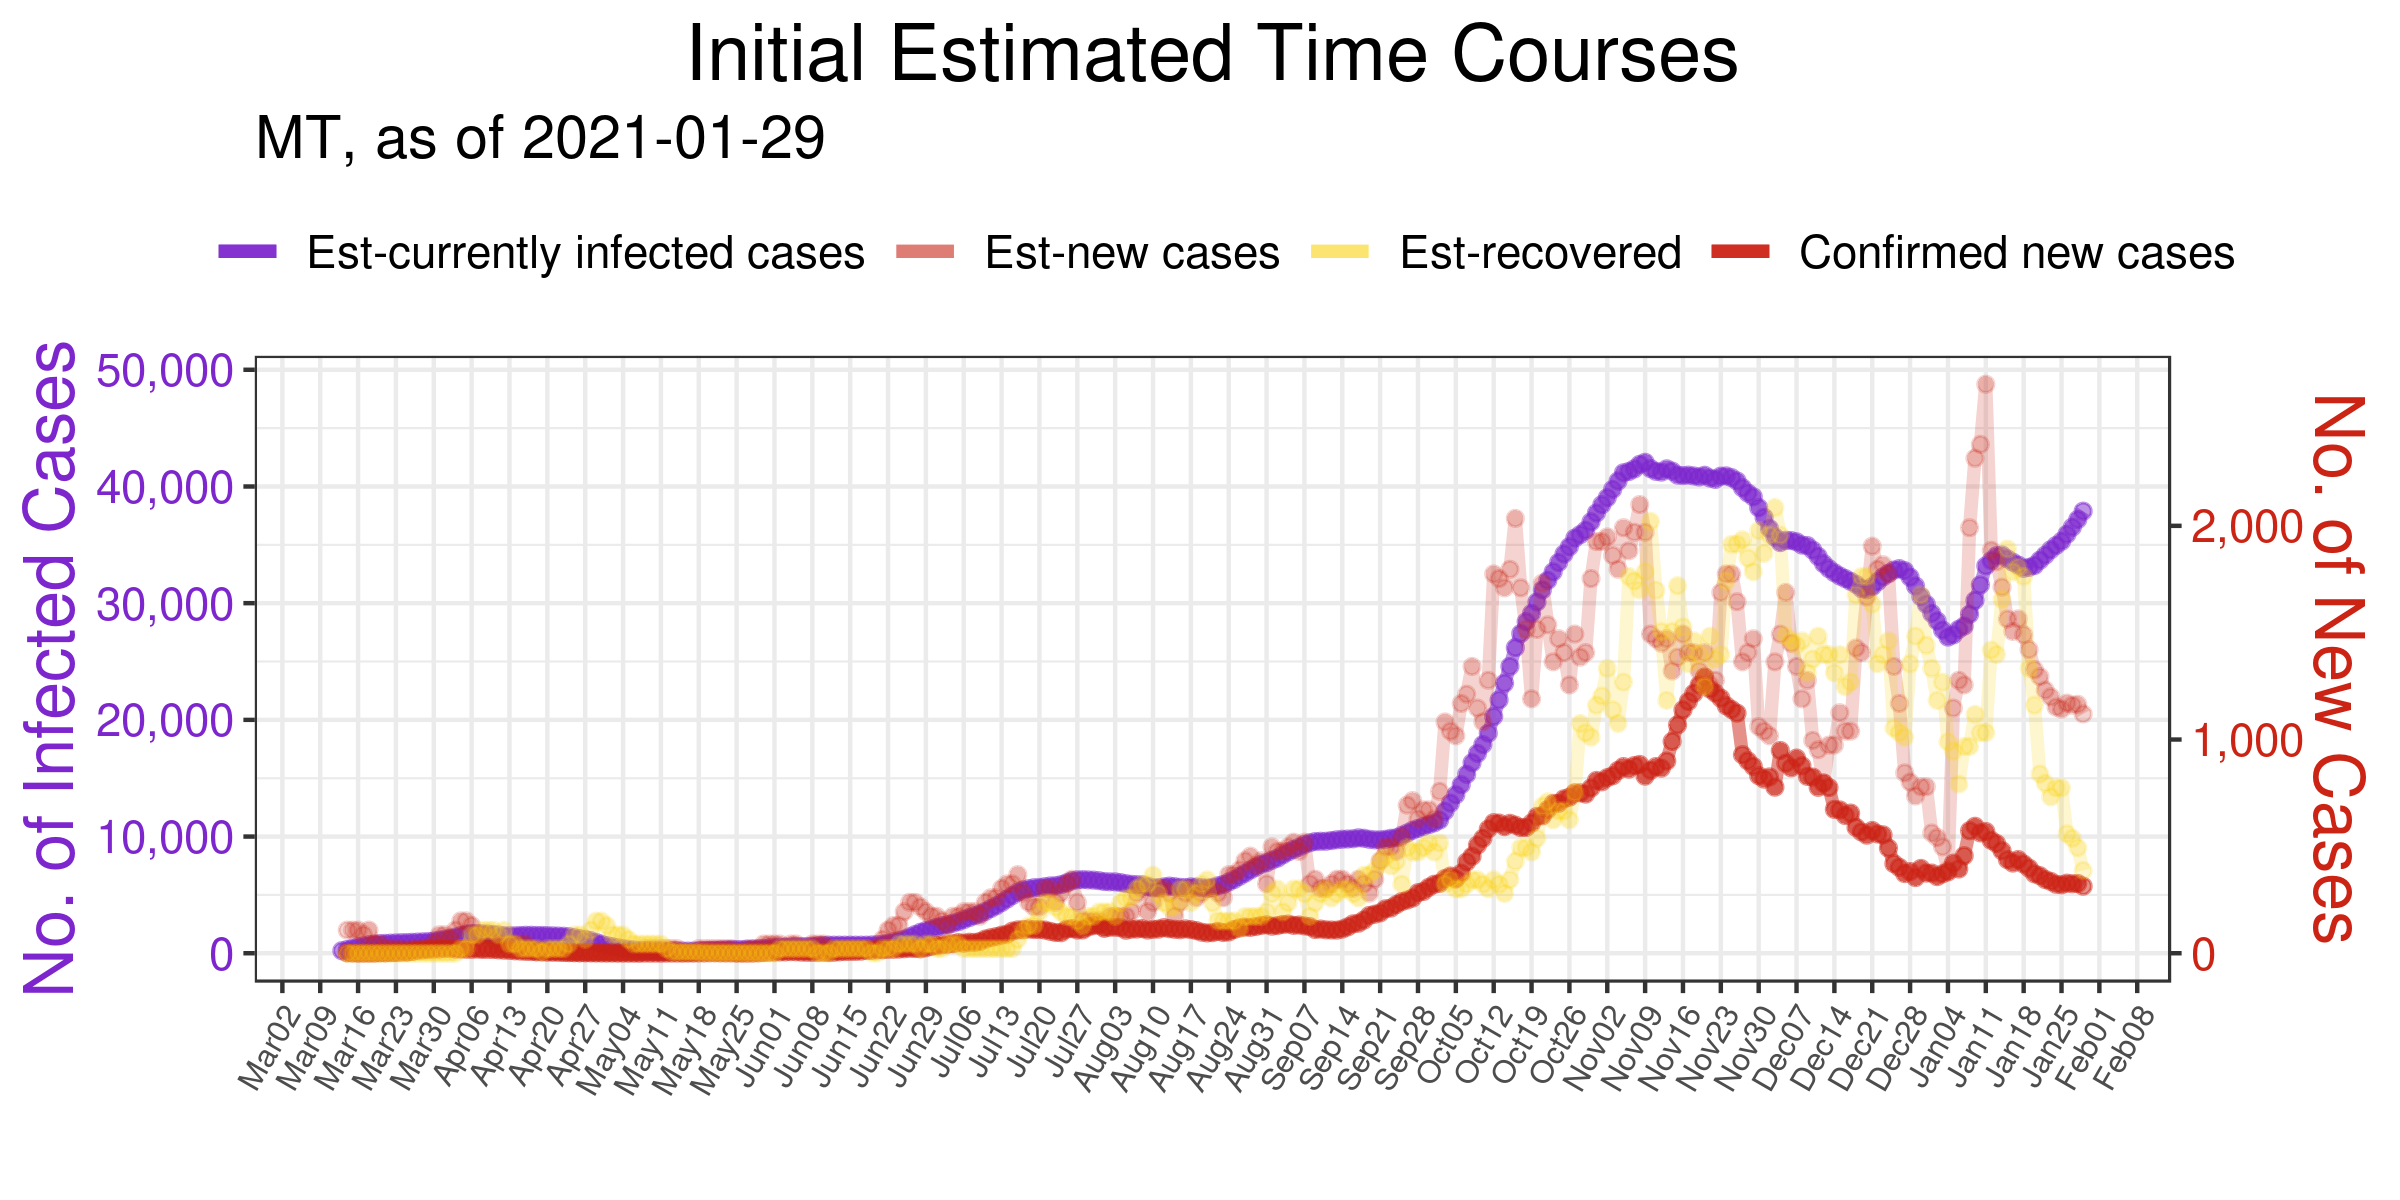 Initial Estimated Time Courses
MT, as of 2021-01-29
Est-currently infected cases Est-new cases Est-recovered Confirmed new cases
No. of Infected Cases
50,000
40,000
30,000
20,000
10,000
0
2,000
1,000
0
No. of New Cases
Mar02 Mar09 Mar16 Mar23 Mar30 Apr06 Apr13 Apr20 Apr27 May04 May11 May18 May25 Jun01 Jun08 Jun15 Jun22 Jun29 Jul06 Jul13 Jul20 Jul27 Aug03 Aug10 Aug17 Aug24 Aug31 Sep07 Sep14 Sep21 Sep28 Oct05 Oct12 Oct19 Oct26 Nov02 Nov09 Nov16 Nov23 Nov30 Dec07 Dec14 Dec21 Dec28 Jan04 Jan11 Jan18 Jan25 Feb01 Feb08